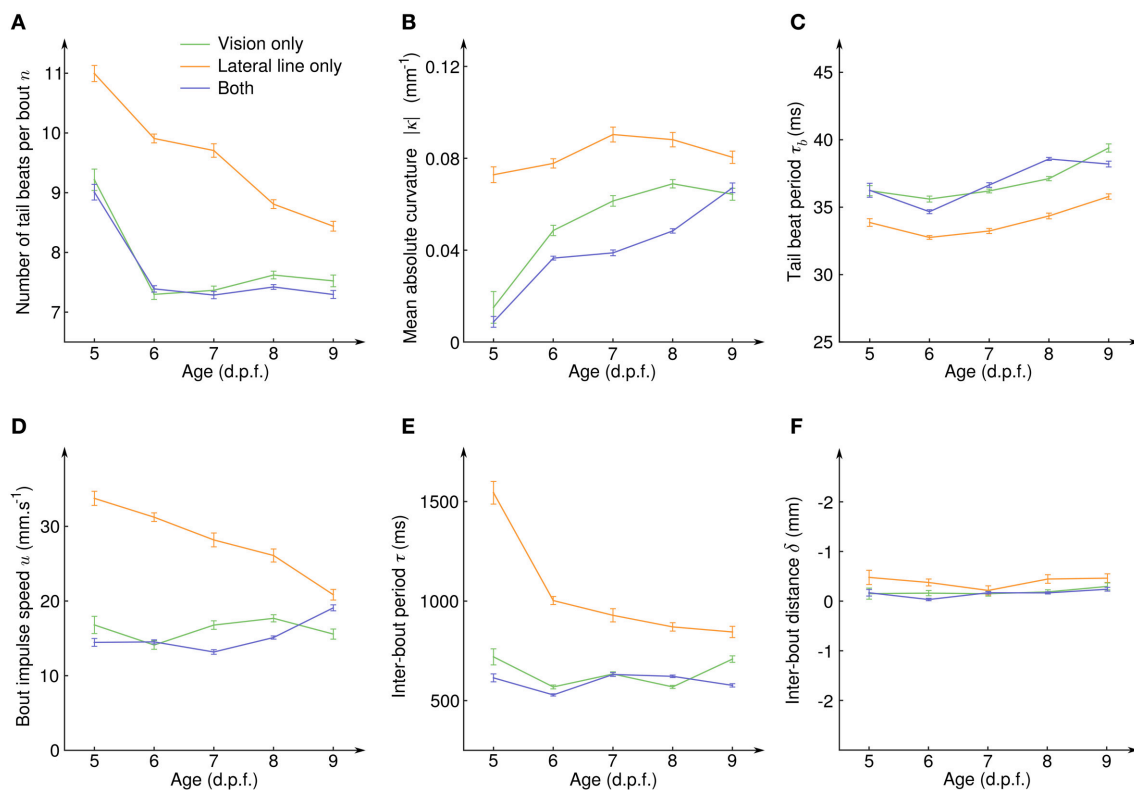 A
Number of tail beats per bout n
11
10
9
8
7
5 6 7 8 9
Age (d.p.f.)
Vision only
Lateral line only
Both
B
Mean absolute curvature |κ| (mm⁻¹)
0.12
0.08
0.04
0
5 6 7 8 9
Age (d.p.f.)
C
Tail beat period τb (ms)
45
40
35
30
25
5 6 7 8 9
Age (d.p.f.)
D
Bout impulse speed u (mm.s⁻¹)
30
20
10
0
5 6 7 8 9
Age (d.p.f.)
E
Inter-bout period τ (ms)
1500
1000
500
5 6 7 8 9
Age (d.p.f.)
F
Inter-bout distance δ (mm)
-2
-1
0
-1
-2
5 6 7 8 9
Age (d.p.f.)